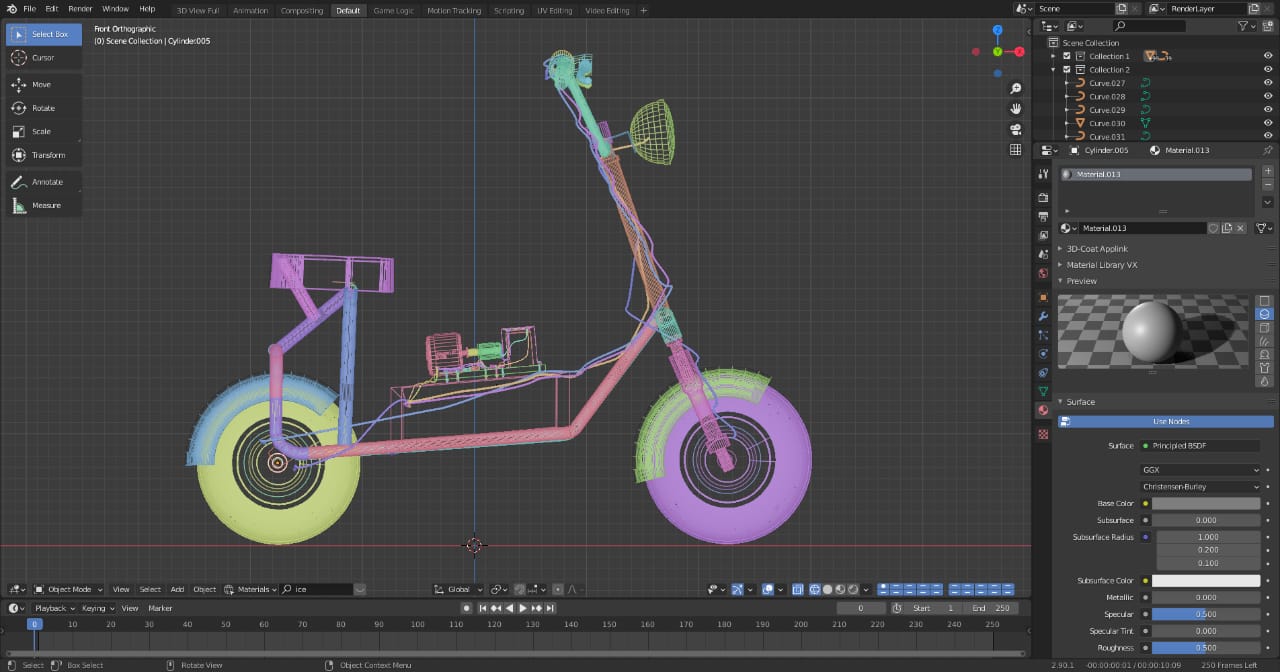 File Edit Render Window Help
3D View Full Animation Compositing Default Game Logic Motion Tracking Scripting UV Editing Video Editing +
Scene
RenderLayer
Select Box
Cursor
Move
Rotate
Scale
Transform
Annotate
Measure
Front Orthographic
(0) Scene Collection | Cylinder.005
Z
Y
X
Scene Collection
Collection 1
Collection 2
Curve.027
Curve.028
Curve.029
Curve.030
Curve.031
Cylinder.005 Material.013
Material.013
Material.013
3D-Coat Applink
Material Library VX
Preview
Surface
Use Nodes
Surface Principled BSDF
GGX
Christensen-Burley
Base Color
Subsurface 0.000
Subsurface Radius 1.000
0.200
0.100
Subsurface Color
Metallic 0.000
Specular 0.500
Specular Tint 0.000
Roughness 0.500
Object Mode View Select Add Object Materials ice Global
Playback Keying View Marker 0 Start 1 End 250
0 10 20 30 40 50 60 70 80 90 100 110 120 130 140 150 160 170 180 190 200 210 220 230 240 250
Select Box Select Rotate View Object Context Menu 2.90.1 -00:00:00:01 / 00:00:10:09 250 Frames Left